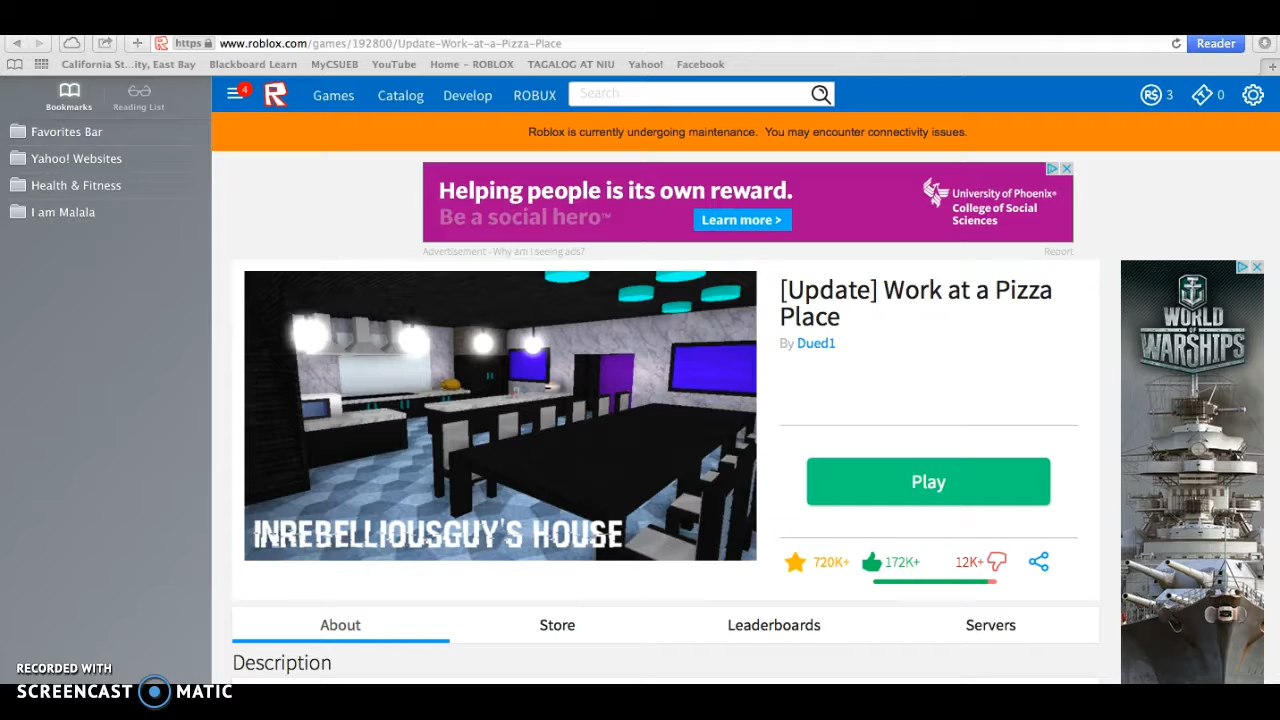 https www.roblox.com/games/192800/Update-Work-at-a-Pizza-Place
Reader
California St...ity, East Bay Blackboard Learn MyCSUEB YouTube Home - ROBLOX TAGALOG AT NIU Yahoo! Facebook
Bookmarks Reading List
Favorites Bar
Yahoo! Websites
Health & Fitness
I am Malala
4 R Games Catalog Develop ROBUX Search R$ 3 0
Roblox is currently undergoing maintenance. You may encounter connectivity issues.
Helping people is its own reward.
Be a social hero™
Learn more >
University of Phoenix®
College of Social
Sciences
Advertisement - Why am I seeing ads? Report
INREBELLIOUSGUY'S HOUSE
[Update] Work at a Pizza
Place
By Dued1
Play
720K+ 172K+ 12K+
WORLD
OF
WARSHIPS
About Store Leaderboards Servers
Description
RECORDED WITH
SCREENCAST MATIC